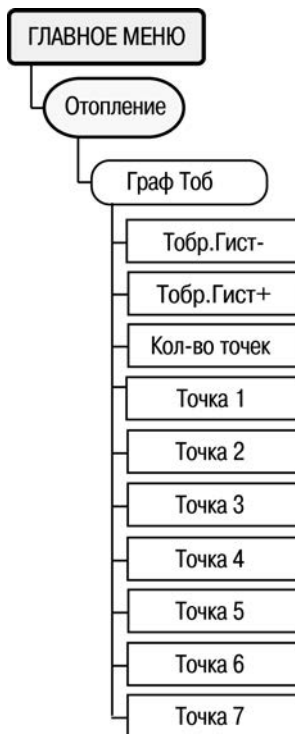 ГЛАВНОЕ МЕНЮ
Отопление
Граф Тоб
Тобр.Гист-
Тобр.Гист+
Кол-во точек
Точка 1
Точка 2
Точка 3
Точка 4
Точка 5
Точка 6
Точка 7